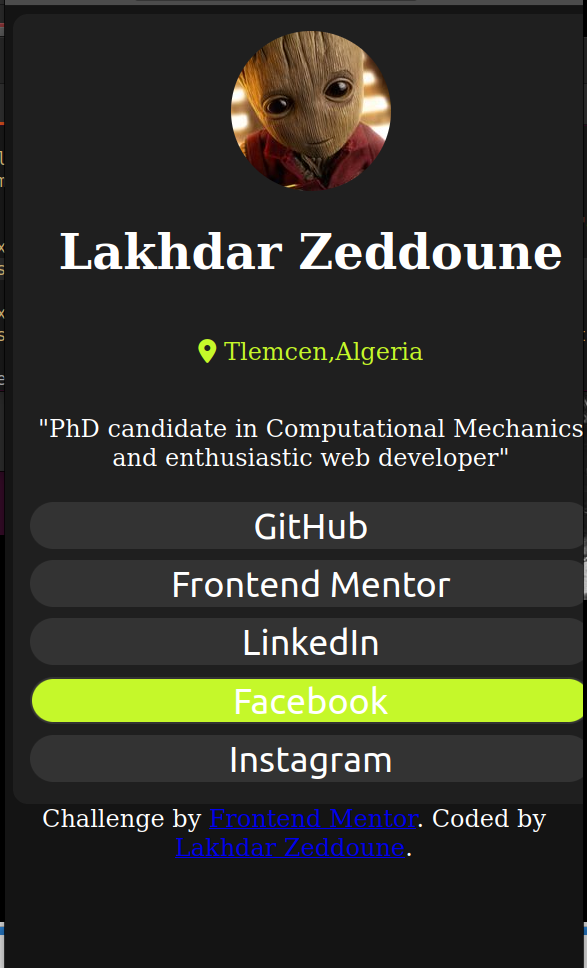 Lakhdar Zeddoune
Tlemcen,Algeria
"PhD candidate in Computational Mechanics
and enthusiastic web developer"
GitHub
Frontend Mentor
LinkedIn
Facebook
Instagram
Challenge by Frontend Mentor. Coded by
Lakhdar Zeddoune.